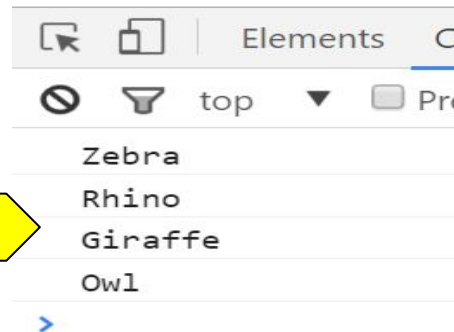 Elements
top
Zebra
Rhino
Giraffe
Owl
>